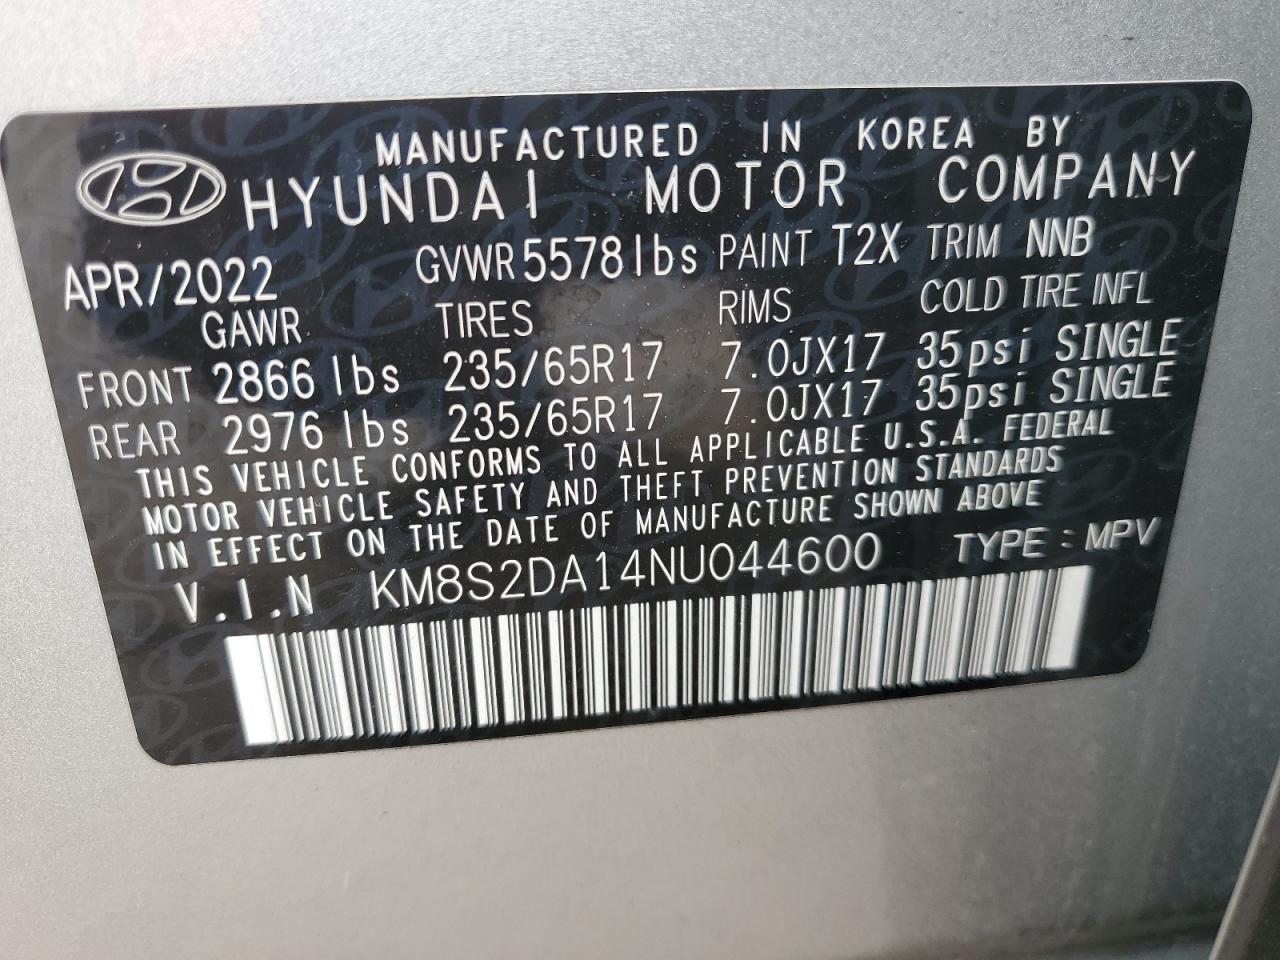 MANUFACTURED IN KOREA BY
HYUNDAI MOTOR COMPANY
APR/2022 GVWR 5578lbs PAINT T2X TRIM NNB
GAWR TIRES RIMS COLD TIRE INFL
FRONT 2866 lbs 235/65R17 7.0JX17 35psi SINGLE
REAR 2976 lbs 235/65R17 7.0JX17 35psi SINGLE
THIS VEHICLE CONFORMS TO ALL APPLICABLE U.S.A. FEDERAL
MOTOR VEHICLE SAFETY AND THEFT PREVENTION STANDARDS
IN EFFECT ON THE DATE OF MANUFACTURE SHOWN ABOVE
V.I.N KM8S2DA14NU044600 TYPE : MPV